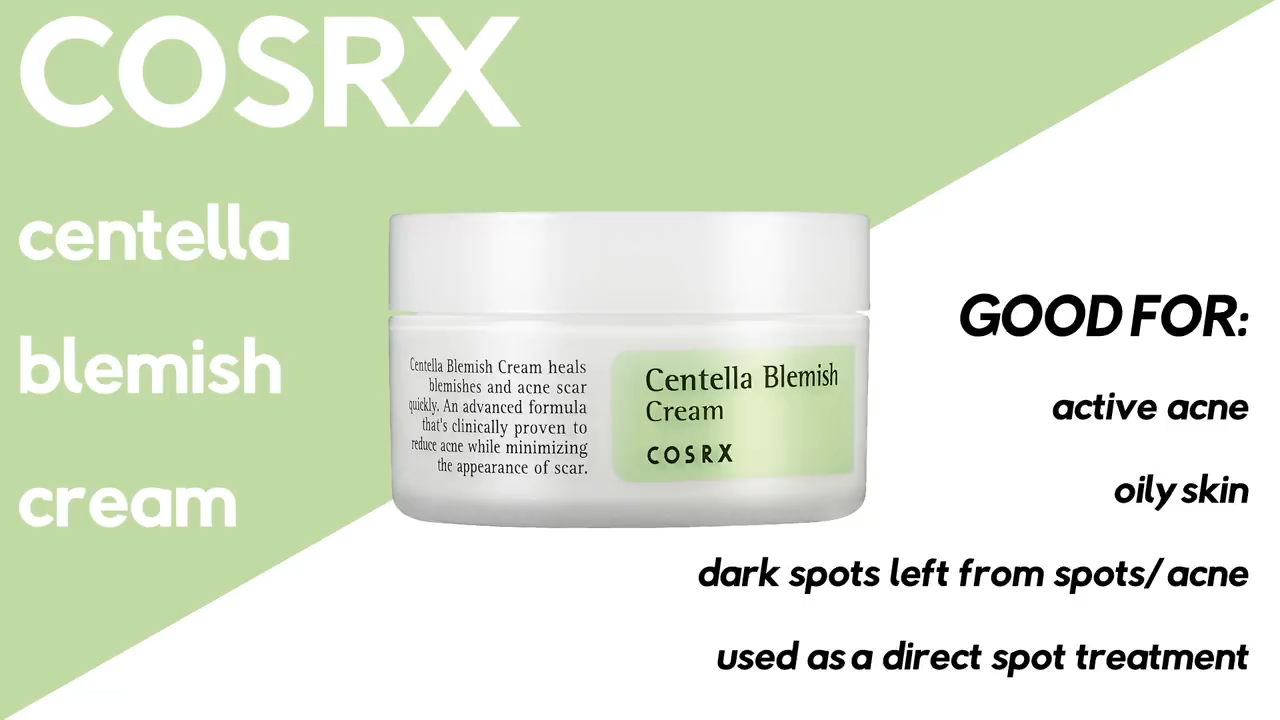 COSRX
centella
blemish
cream
Centella Blemish Cream heals
blemishes and acne scar
quickly. An advanced formula
that's clinically proven to
reduce acne while minimizing
the appearance of scar.
Centella Blemish
Cream
COSRX
GOOD FOR:
active acne
oily skin
dark spots left from spots/acne
used as a direct spot treatment